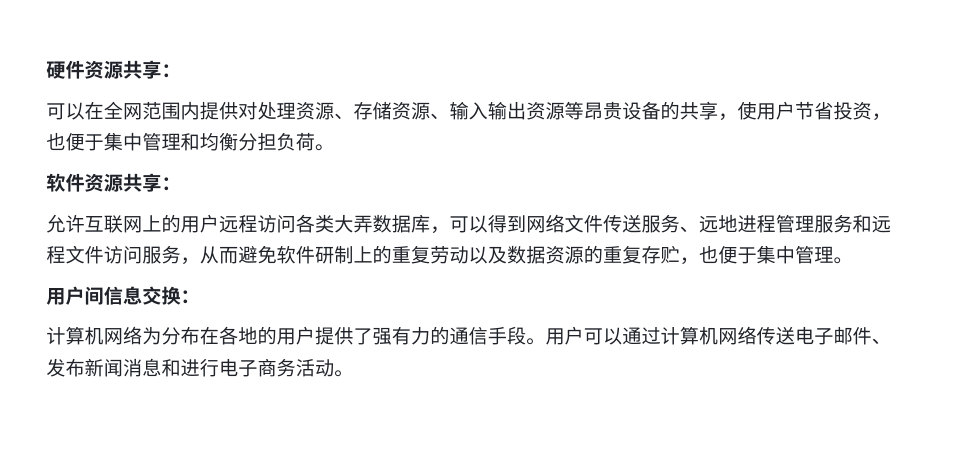 硬件资源共享：
可以在全网范围内提供对处理资源、存储资源、输入输出资源等昂贵设备的共享，使用户节省投资，
也便于集中管理和均衡分担负荷。
软件资源共享：
允许互联网上的用户远程访问各类大弄数据库，可以得到网络文件传送服务、远地进程管理服务和远
程文件访问服务，从而避免软件研制上的重复劳动以及数据资源的重复存贮，也便于集中管理。
用户间信息交换：
计算机网络为分布在各地的用户提供了强有力的通信手段。用户可以通过计算机网络传送电子邮件、
发布新闻消息和进行电子商务活动。